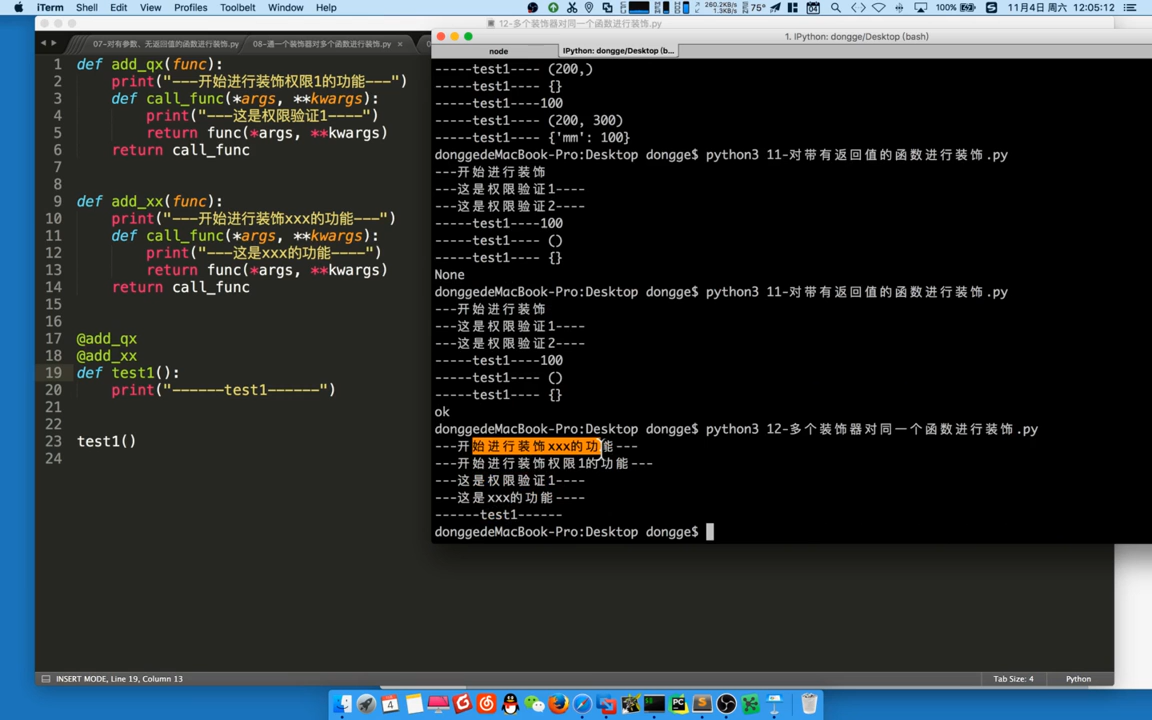 iTerm Shell Edit View Profiles Toolbelt Window Help
260.2KB/s
1.3KB/s
75° 100% 11月4日 周六 12:05:12
12-多个装饰器对同一个函数进行装饰.py
07-对有参数、无返回值的函数进行装饰.py
08-通一个装饰器对多个函数进行装饰.py
1 def add_qx(func):
2 print("---开始进行装饰权限1的功能---")
3 def call_func(*args, **kwargs):
4 print("---这是权限验证1----")
5 return func(*args, **kwargs)
6 return call_func
7
8
9 def add_xx(func):
10 print("---开始进行装饰xxx的功能---")
11 def call_func(*args, **kwargs):
12 print("---这是xxx的功能----")
13 return func(*args, **kwargs)
14 return call_func
15
16
17 @add_qx
18 @add_xx
19 def test1():
20 print("------test1------")
21
22
23 test1()
24
INSERT MODE, Line 19, Column 13
Tab Size: 4 Python
1. IPython: dongge/Desktop (bash)
node
IPython: dongge/Desktop (b...
-----test1---- (200,)
-----test1---- {}
-----test1----100
-----test1---- (200, 300)
-----test1---- {'mm': 100}
donggedeMacBook-Pro:Desktop dongge$ python3 11-对带有返回值的函数进行装饰.py
---开始进行装饰
---这是权限验证1----
---这是权限验证2----
-----test1----100
-----test1---- ()
-----test1---- {}
None
donggedeMacBook-Pro:Desktop dongge$ python3 11-对带有返回值的函数进行装饰.py
---开始进行装饰
---这是权限验证1----
---这是权限验证2----
-----test1----100
-----test1---- ()
-----test1---- {}
ok
donggedeMacBook-Pro:Desktop dongge$ python3 12-多个装饰器对同一个函数进行装饰.py
---开始进行装饰xxx的功能---
---开始进行装饰权限1的功能---
---这是权限验证1----
---这是xxx的功能----
------test1------
donggedeMacBook-Pro:Desktop dongge$